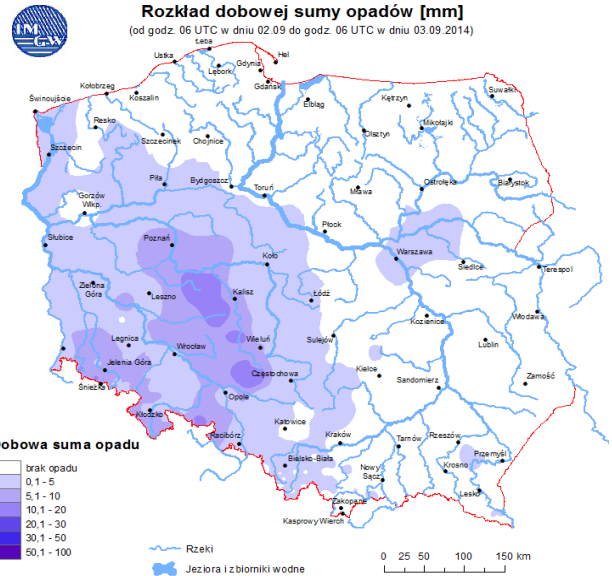 Rozkład dobowej sumy opadów [mm]
(od godz. 06 UTC w dniu 02.09 do godz. 06 UTC w dniu 03.09.2014)
IMGW
Łeba
Hel
Ustka
Gdynia
Lębork
Gdańsk
Kołobrzeg
Koszalin
Elbląg
Kętrzyn
Suwałki
Świnoujście
Resko
Mikołajki
Olsztyn
Szczecinek
Chojnice
Szczecin
Piła
Bydgoszcz
Toruń
Mława
Ostrołęka
Białystok
Gorzów
Wlkp.
Płock
Słubice
Poznań
Koło
Warszawa
Siedlce
Terespol
Zielona
Góra
Leszno
Kalisz
Łódź
Kozienice
Włodawa
Legnica
Wrocław
Wieluń
Sulejów
Lublin
Jelenia Góra
Śnieżka
Częstochowa
Kielce
Sandomierz
Zamość
Opole
Kłodzko
Katowice
Racibórz
Kraków
Tarnów
Rzeszów
Bielsko-Biała
Nowy
Sącz
Krosno
Przemyśl
Lesko
Zakopane
Kasprowy Wierch
Dobowa suma opadu
brak opadu
0,1 - 5
5,1 - 10
10,1 - 20
20,1 - 30
30,1 - 50
50,1 - 100
Rzeki
Jeziora i zbiorniki wodne
0 25 50 100 150 km